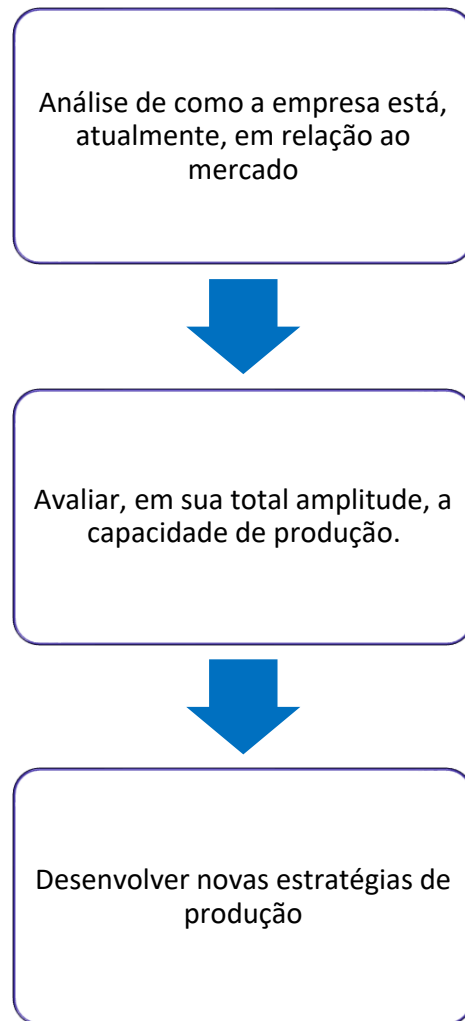 Análise de como a empresa está,
atualmente, em relação ao
mercado
Avaliar, em sua total amplitude, a
capacidade de produção.
Desenvolver novas estratégias de
produção